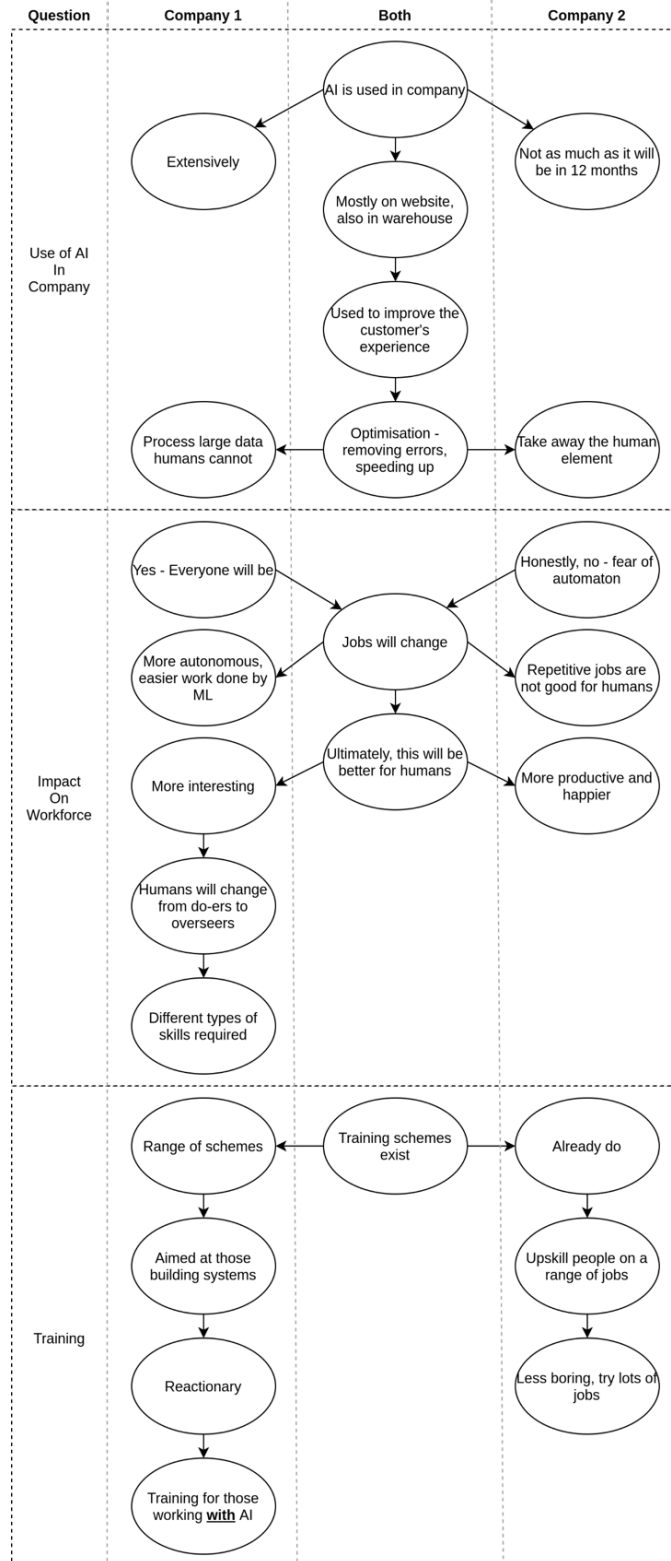 Question
Company 1
Both
Company 2
Use of AI
In
Company
AI is used in company
Extensively
Not as much as it will
be in 12 months
Mostly on website,
also in warehouse
Used to improve the
customer's
experience
Process large data
humans cannot
Optimisation -
removing errors,
speeding up
Take away the human
element
Impact
On
Workforce
Yes - Everyone will be
Honestly, no - fear of
automaton
Jobs will change
More autonomous,
easier work done by
ML
Repetitive jobs are
not good for humans
Ultimately, this will be
better for humans
More interesting
More productive and
happier
Humans will change
from do-ers to
overseers
Different types of
skills required
Training
Range of schemes
Training schemes
exist
Already do
Aimed at those
building systems
Upskill people on a
range of jobs
Reactionary
Less boring, try lots of
jobs
Training for those
working with AI